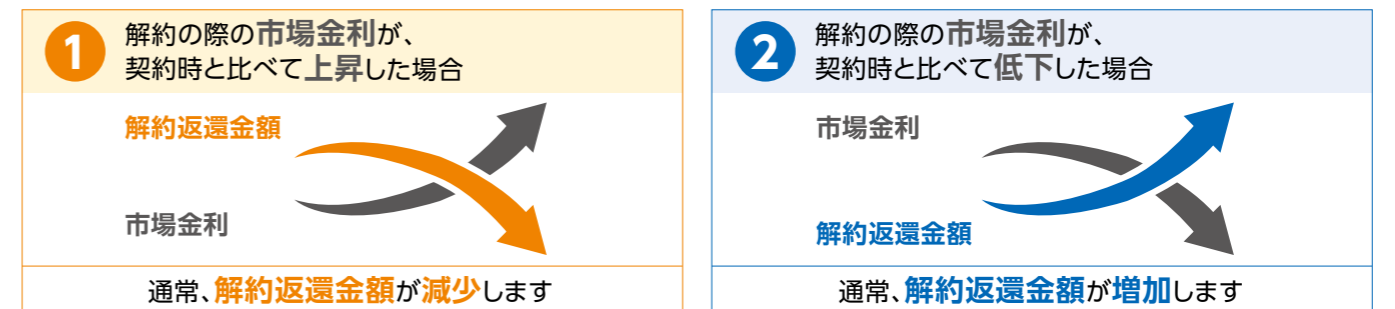 1
解約の際の市場金利が、
契約時と比べて上昇した場合
解約返還金額
市場金利
通常、解約返還金額が減少します
2
解約の際の市場金利が、
契約時と比べて低下した場合
市場金利
解約返還金額
通常、解約返還金額が増加します